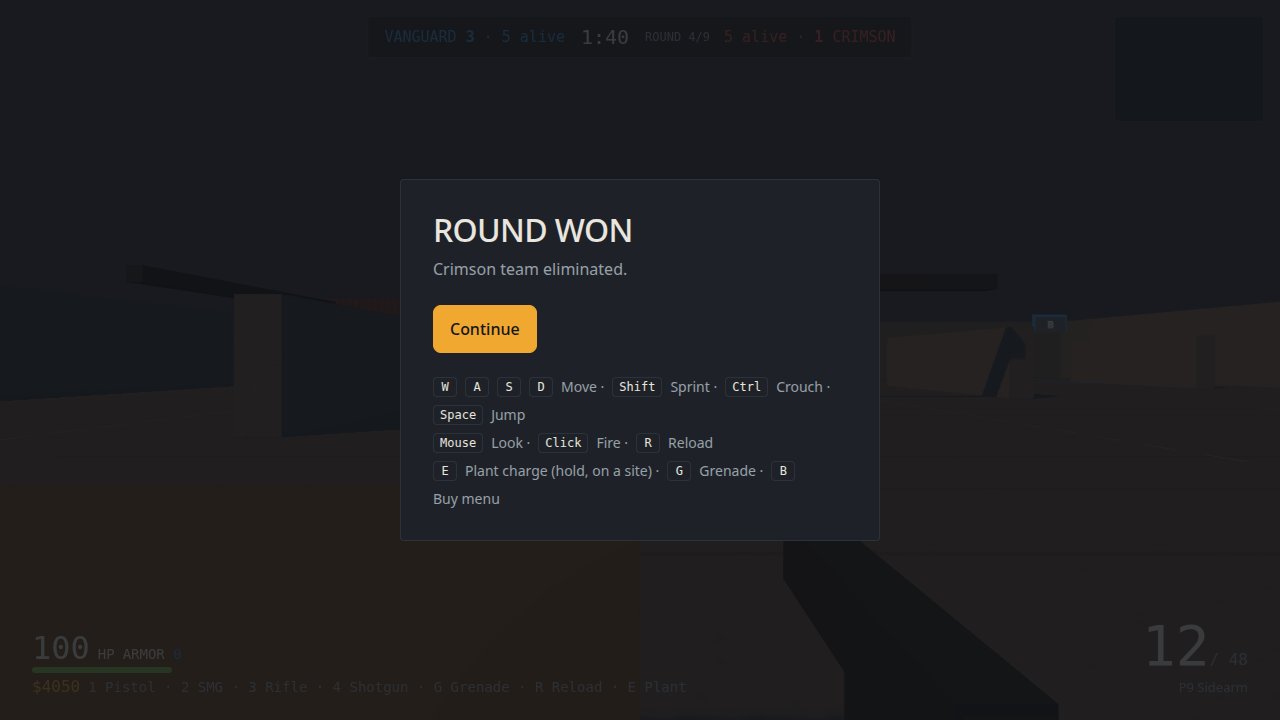 VANGUARD 3 · 5 alive 1:40 ROUND 4/9 5 alive · 1 CRIMSON
ROUND WON
Crimson team eliminated.
B
Continue
W A S D Move · Shift Sprint · Ctrl Crouch ·
Space Jump
Mouse Look · Click Fire · R Reload
E Plant charge (hold, on a site) · G Grenade · B
Buy menu
100 HP ARMOR 0
$4050 1 Pistol · 2 SMG · 3 Rifle · 4 Shotgun · G Grenade · R Reload · E Plant
12 / 48
P9 Sidearm